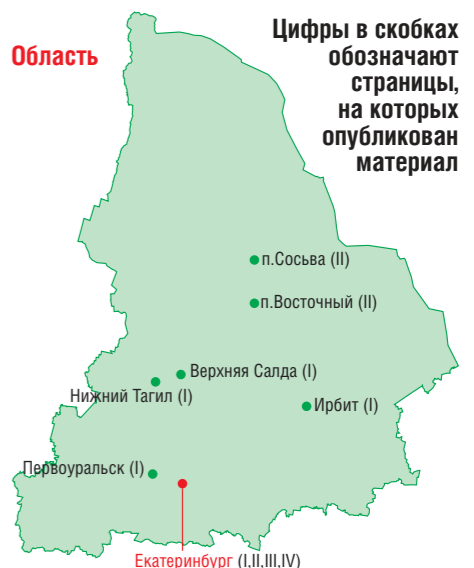 Область
Цифры в скобках
обозначают
страницы,
на которых
опубликован
материал
п.Сосьва (II)
п.Восточный (II)
Верхняя Салда (I)
Нижний Тагил (I)
Ирбит (I)
Первоуральск (I)
Екатеринбург (I,II,III,IV)